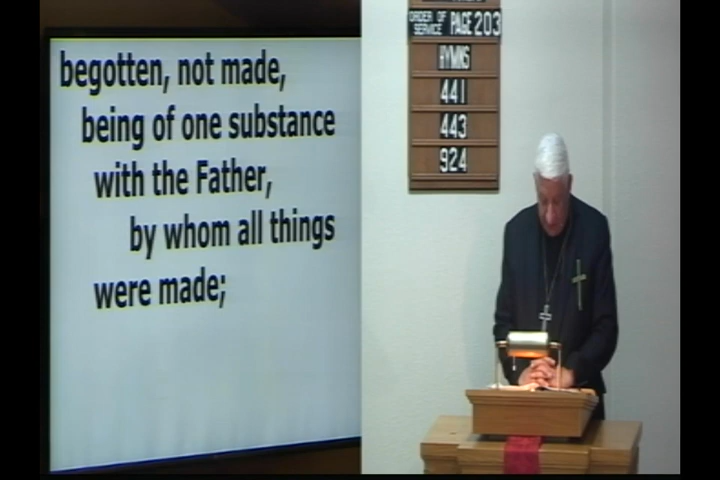 begotten, not made,
being of one substance
with the Father,
by whom all things
were made;
ORDER OF
SERVICE PAGE 203
HYMNS
441
443
924